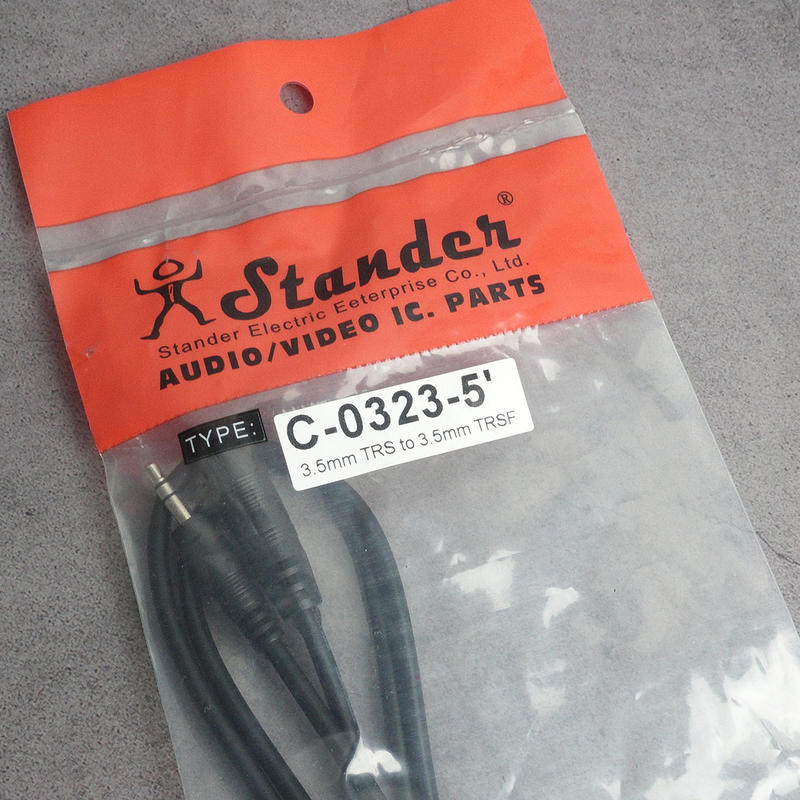 Stander®
Stander Electric Eeterprise Co., Ltd.
AUDIO/VIDEO IC. PARTS
TYPE:
C-0323-5'
3.5mm TRS to 3.5mm TRSF